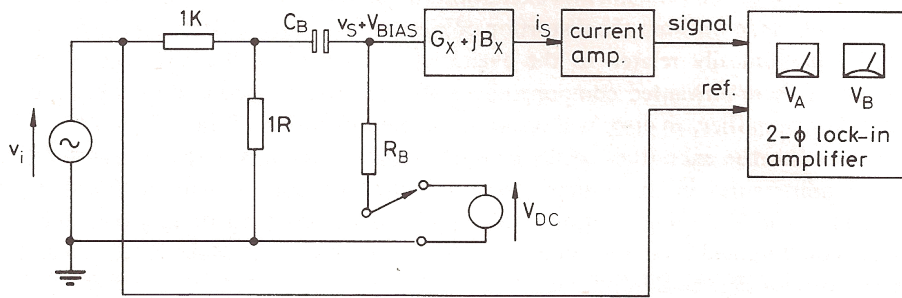 1K
C_B
v_S+V_BIAS
G_X + jB_X
i_S
current
amp.
signal
ref.
V_A
V_B
2-ϕ lock-in
amplifier
v_i
1R
R_B
V_DC